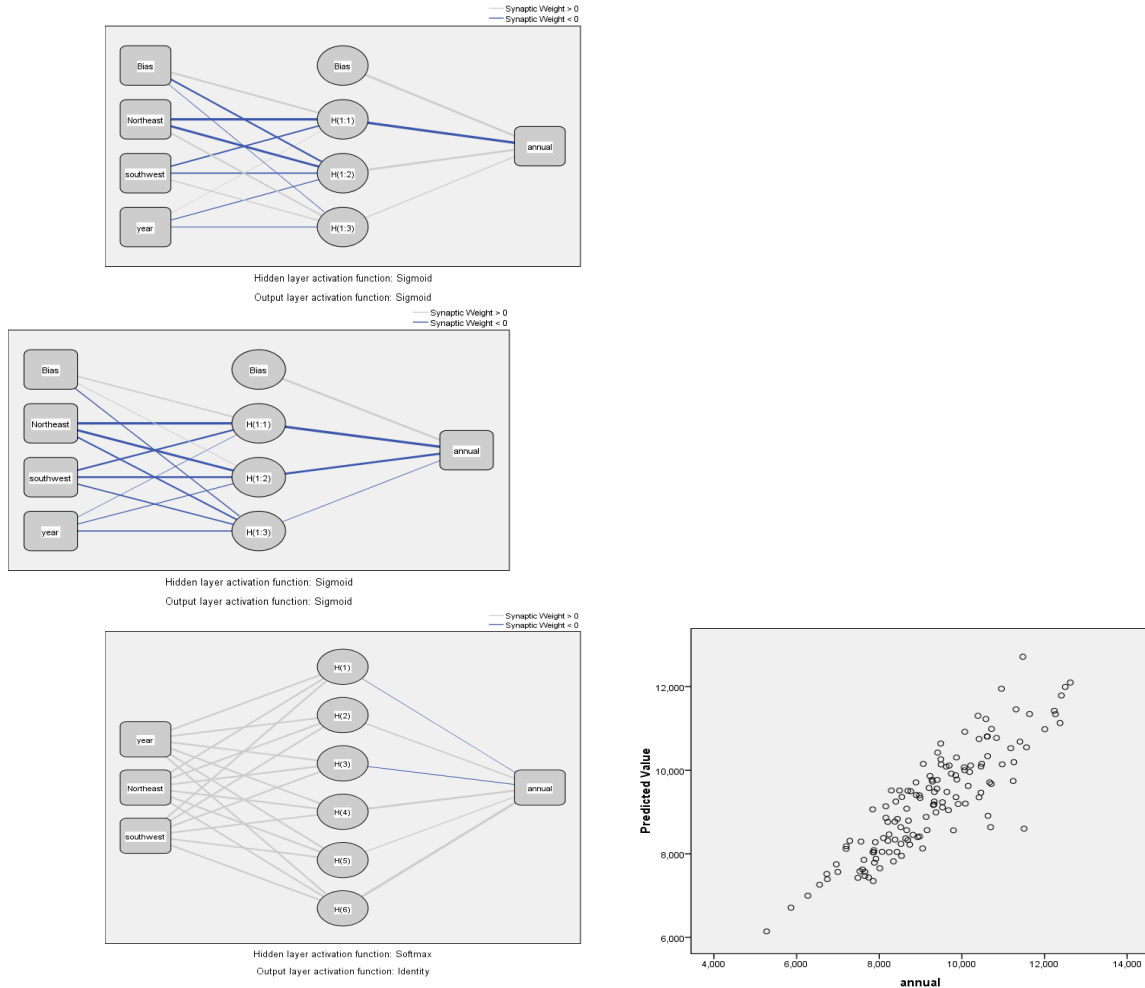 Synaptic Weight > 0
Synaptic Weight < 0
Bias
Bias
Northeast
H(1:1)
annual
southwest
H(1:2)
year
H(1:3)
Hidden layer activation function: Sigmoid
Output layer activation function: Sigmoid
Synaptic Weight > 0
Synaptic Weight < 0
Bias
Bias
Northeast
H(1:1)
annual
southwest
H(1:2)
year
H(1:3)
Hidden layer activation function: Sigmoid
Output layer activation function: Sigmoid
Synaptic Weight > 0
Synaptic Weight < 0
H(1)
H(2)
year
H(3)
Northeast
annual
H(4)
southwest
H(5)
H(6)
Hidden layer activation function: Softmax
Output layer activation function: Identity
Predicted Value
12,000
10,000
8,000
6,000
4,000 6,000 8,000 10,000 12,000 14,000
annual